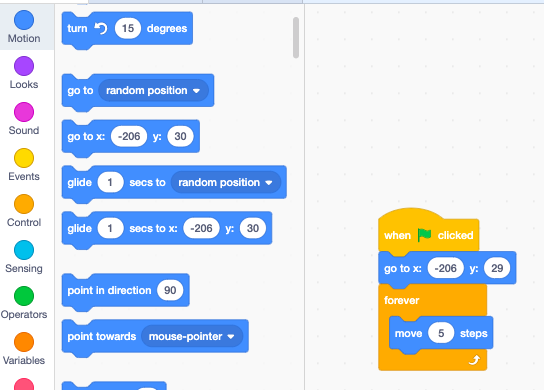 Motion
Looks
Sound
Events
Control
Sensing
Operators
Variables
turn 15 degrees
go to random position
go to x: -206 y: 30
glide 1 secs to random position
glide 1 secs to x: -206 y: 30
point in direction 90
point towards mouse-pointer
when clicked
go to x: -206 y: 29
forever
move 5 steps